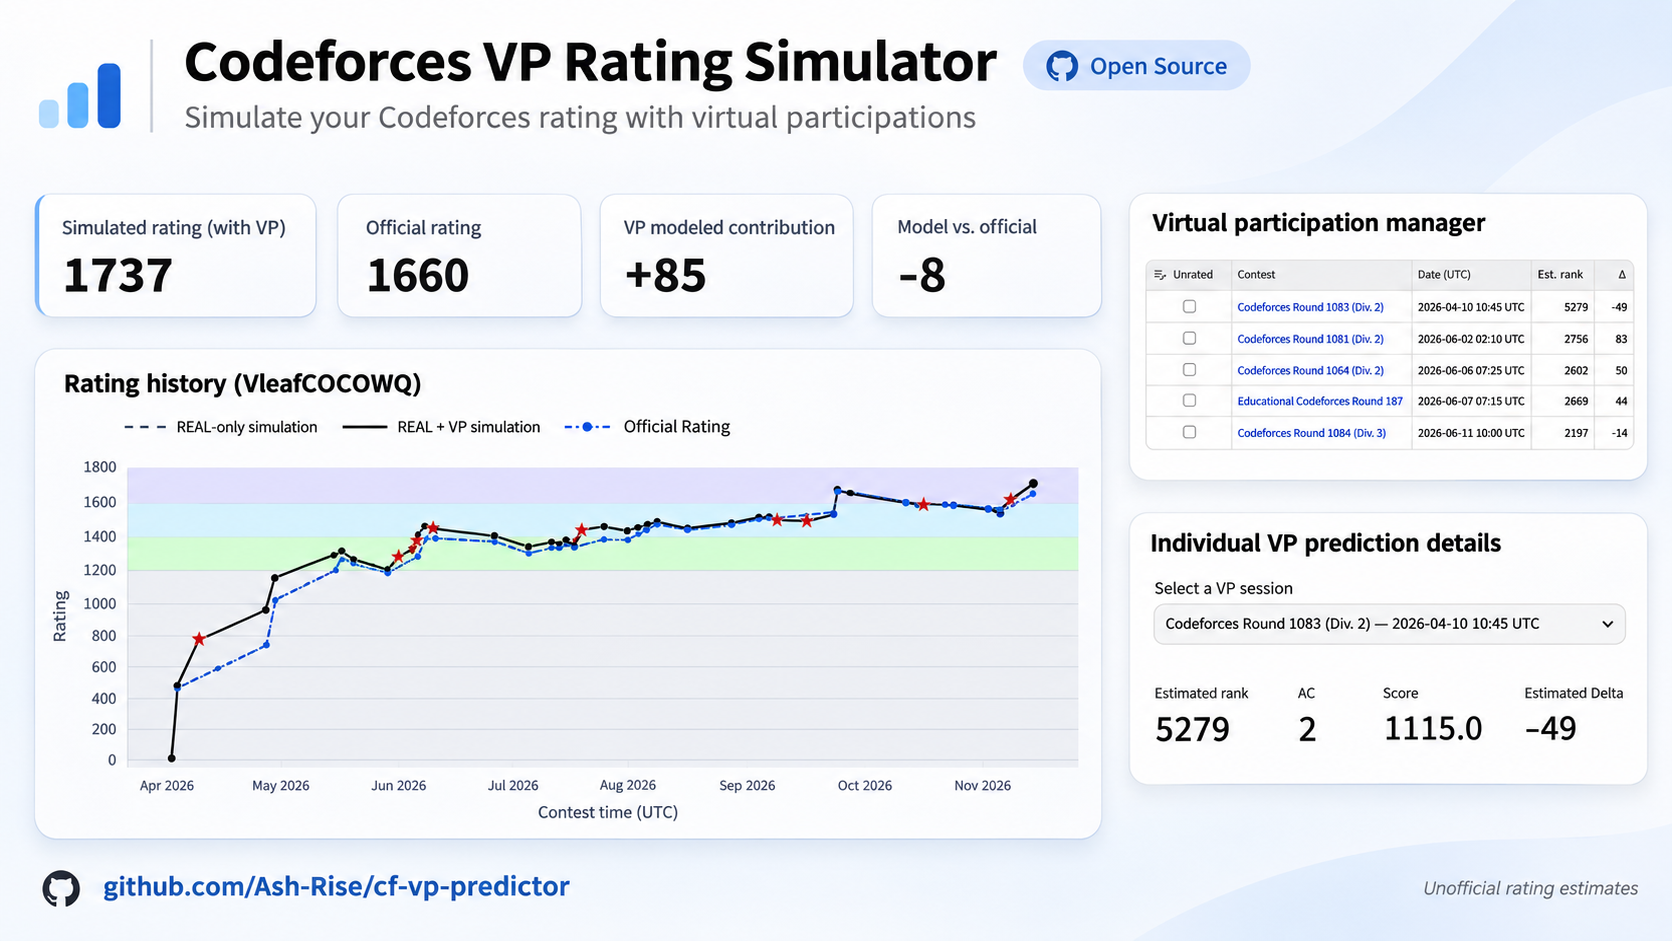 Codeforces VP Rating Simulator
Open Source
Simulate your Codeforces rating with virtual participations
Simulated rating (with VP)
1737
Official rating
1660
VP modeled contribution
+85
Model vs. official
-8
Rating history (VleafCOCOWQ)
REAL-only simulation
REAL + VP simulation
Official Rating
Rating
1800
1600
1400
1200
1000
800
600
400
200
0
Apr 2026
May 2026
Jun 2026
Jul 2026
Aug 2026
Sep 2026
Oct 2026
Nov 2026
Contest time (UTC)
Virtual participation manager
Unrated Contest Date (UTC) Est. rank Δ
Codeforces Round 1083 (Div. 2) 2026-04-10 10:45 UTC 5279 -49
Codeforces Round 1081 (Div. 2) 2026-06-02 02:10 UTC 2756 83
Codeforces Round 1064 (Div. 2) 2026-06-06 07:25 UTC 2602 50
Educational Codeforces Round 187 2026-06-07 07:15 UTC 2669 44
Codeforces Round 1084 (Div. 3) 2026-06-11 10:00 UTC 2197 -14
Individual VP prediction details
Select a VP session
Codeforces Round 1083 (Div. 2) — 2026-04-10 10:45 UTC
Estimated rank AC Score Estimated Delta
5279 2 1115.0 -49
github.com/Ash-Rise/cf-vp-predictor
Unofficial rating estimates